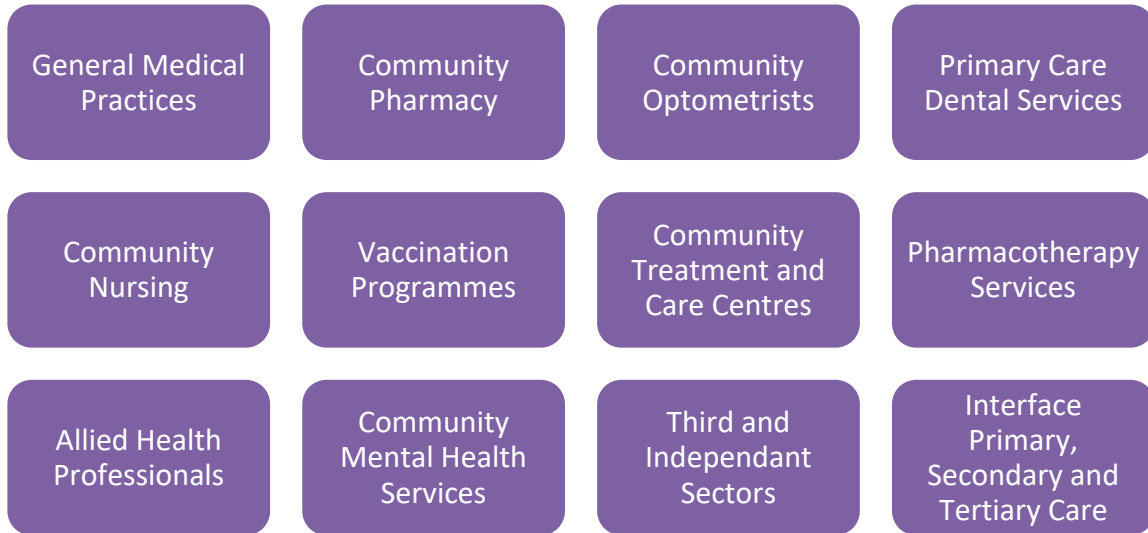 General Medical
Practices
Community
Pharmacy
Community
Optometrists
Primary Care
Dental Services
Community
Nursing
Vaccination
Programmes
Community
Treatment and
Care Centres
Pharmacotherapy
Services
Allied Health
Professionals
Community
Mental Health
Services
Third and
Independant
Sectors
Interface
Primary,
Secondary and
Tertiary Care